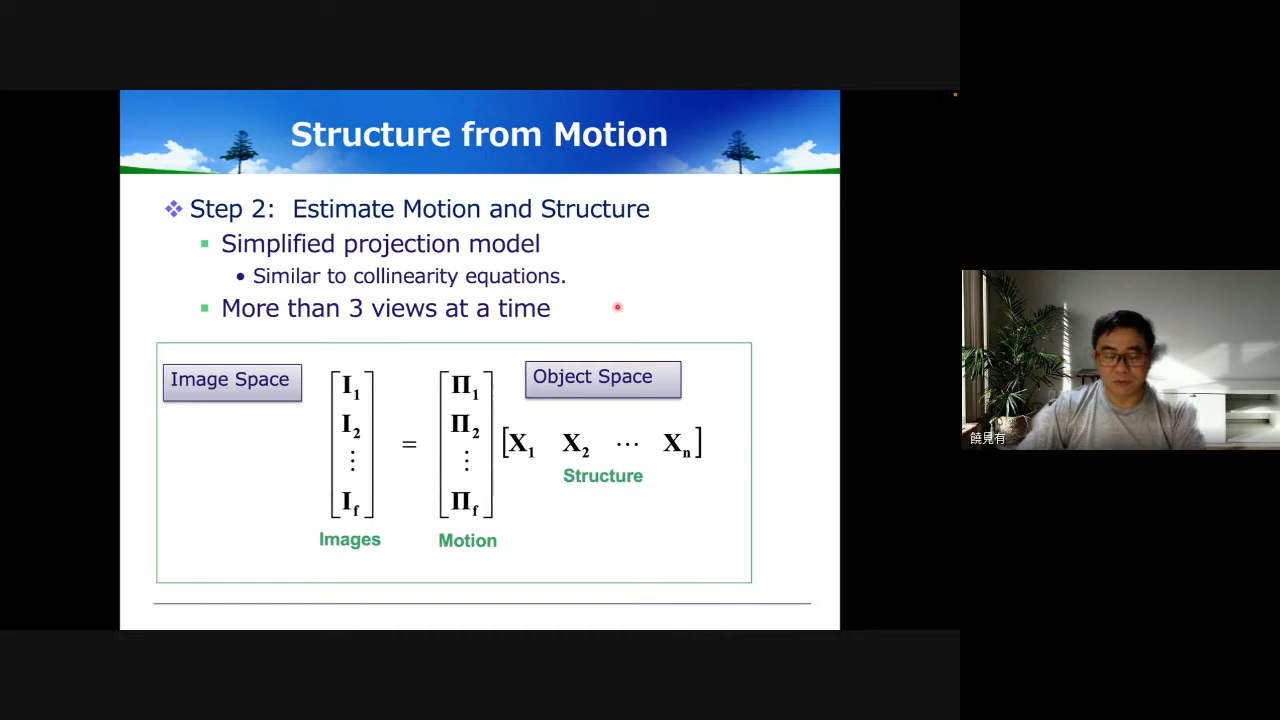 Structure from Motion
Step 2: Estimate Motion and Structure
Simplified projection model
• Similar to collinearity equations.
More than 3 views at a time
Image Space
Object Space
I1
I2
⋮
If
=
Π1
Π2
⋮
Πf
[X1 X2 ⋯ Xn]
Structure
Images
Motion
饒見有